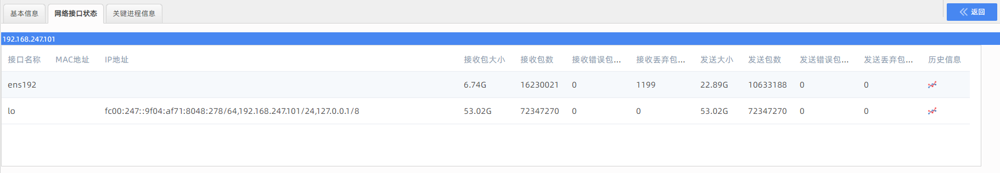 基本信息 网络接口状态 关键进程信息 返回
192.168.247.101
接口名称 MAC地址 IP地址 接收包大小 接收包数 接收错误包... 接收丢弃包... 发送大小 发送包数 发送错误包... 发送丢弃包... 历史信息
ens192 6.74G 16230021 0 1199 22.89G 10633188 0 0
lo fc00:247::9f04:af71:8048:278/64,192.168.247.101/24,127.0.0.1/8 53.02G 72347270 0 0 53.02G 72347270 0 0